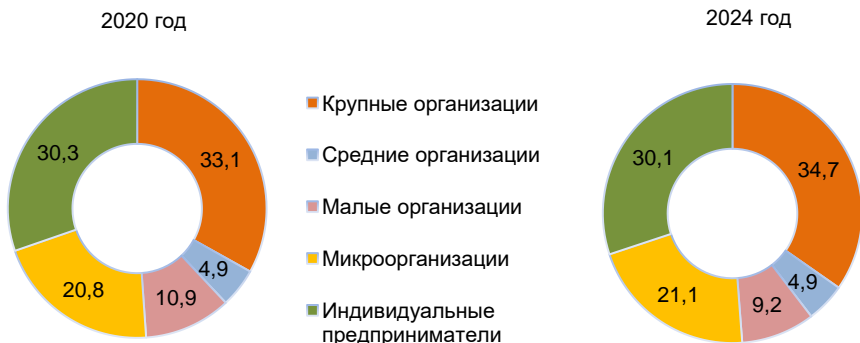 2020 год
2024 год
30,3
33,1
4,9
10,9
20,8
Крупные организации
Средние организации
Малые организации
Микроорганизации
Индивидуальные
предприниматели
30,1
34,7
4,9
9,2
21,1